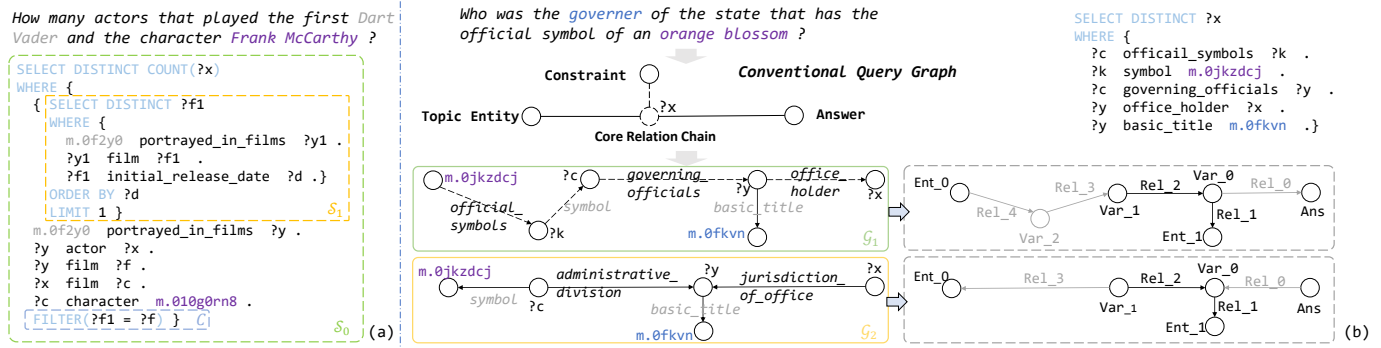 How many actors that played the first Dart
Vader and the character Frank McCarthy ?
SELECT DISTINCT COUNT(?x)
WHERE {
{ SELECT DISTINCT ?f1
WHERE {
m.0f2y0 portrayed_in_films ?y1 .
?y1 film ?f1 .
?f1 initial_release_date ?d .}
ORDER BY ?d
LIMIT 1 }
S1
m.0f2y0 portrayed_in_films ?y .
?y actor ?x .
?y film ?f .
?x film ?c .
?c character m.010g0rn8 .
FILTER(?f1 = ?f) } C
S0
(a)
Who was the governer of the state that has the
official symbol of an orange blossom ?
Constraint
Conventional Query Graph
?x
Topic Entity
Answer
Core Relation Chain
SELECT DISTINCT ?x
WHERE {
?c officail_symbols ?k .
?k symbol m.0jkzdcj .
?c governing_officials ?y .
?y office_holder ?x .
?y basic_title m.0fkvn .}
m.0jkzdcj
?c
governing_
officials
?y
office_
holder
?x
official_
symbols
symbol
?k
basic_title
m.0fkvn
G1
Ent_0
Rel_4
Var_2
Rel_3
Var_1
Rel_2
Var_0
Rel_0
Ans
Rel_1
Ent_1
m.0jkzdcj
symbol
?c
administrative_
division
?y
jurisdiction
_of_office
?x
basic_title
m.0fkvn
G2
Ent_0
Rel_3
Var_1
Rel_2
Var_0
Rel_0
Ans
Rel_1
Ent_1
(b)